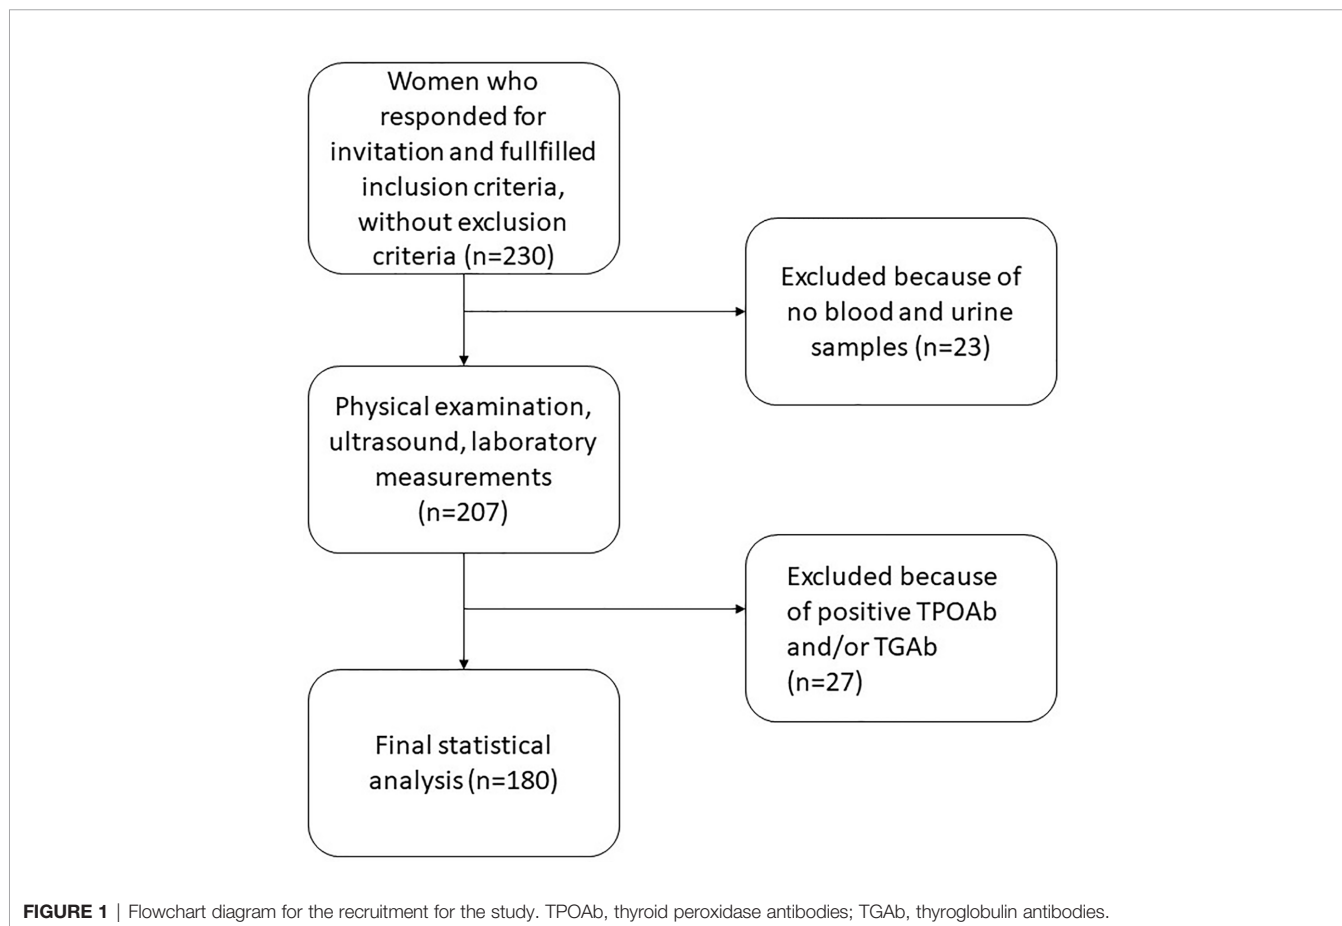 Women who
responded for
invitation and fullfilled
inclusion criteria,
without exclusion
criteria (n=230)
Excluded because of
no blood and urine
samples (n=23)
Physical examination,
ultrasound, laboratory
measurements
(n=207)
Excluded because
of positive TPOAb
and/or TGAb
(n=27)
Final statistical
analysis (n=180)
FIGURE 1 | Flowchart diagram for the recruitment for the study. TPOAb, thyroid peroxidase antibodies; TGAb, thyroglobulin antibodies.